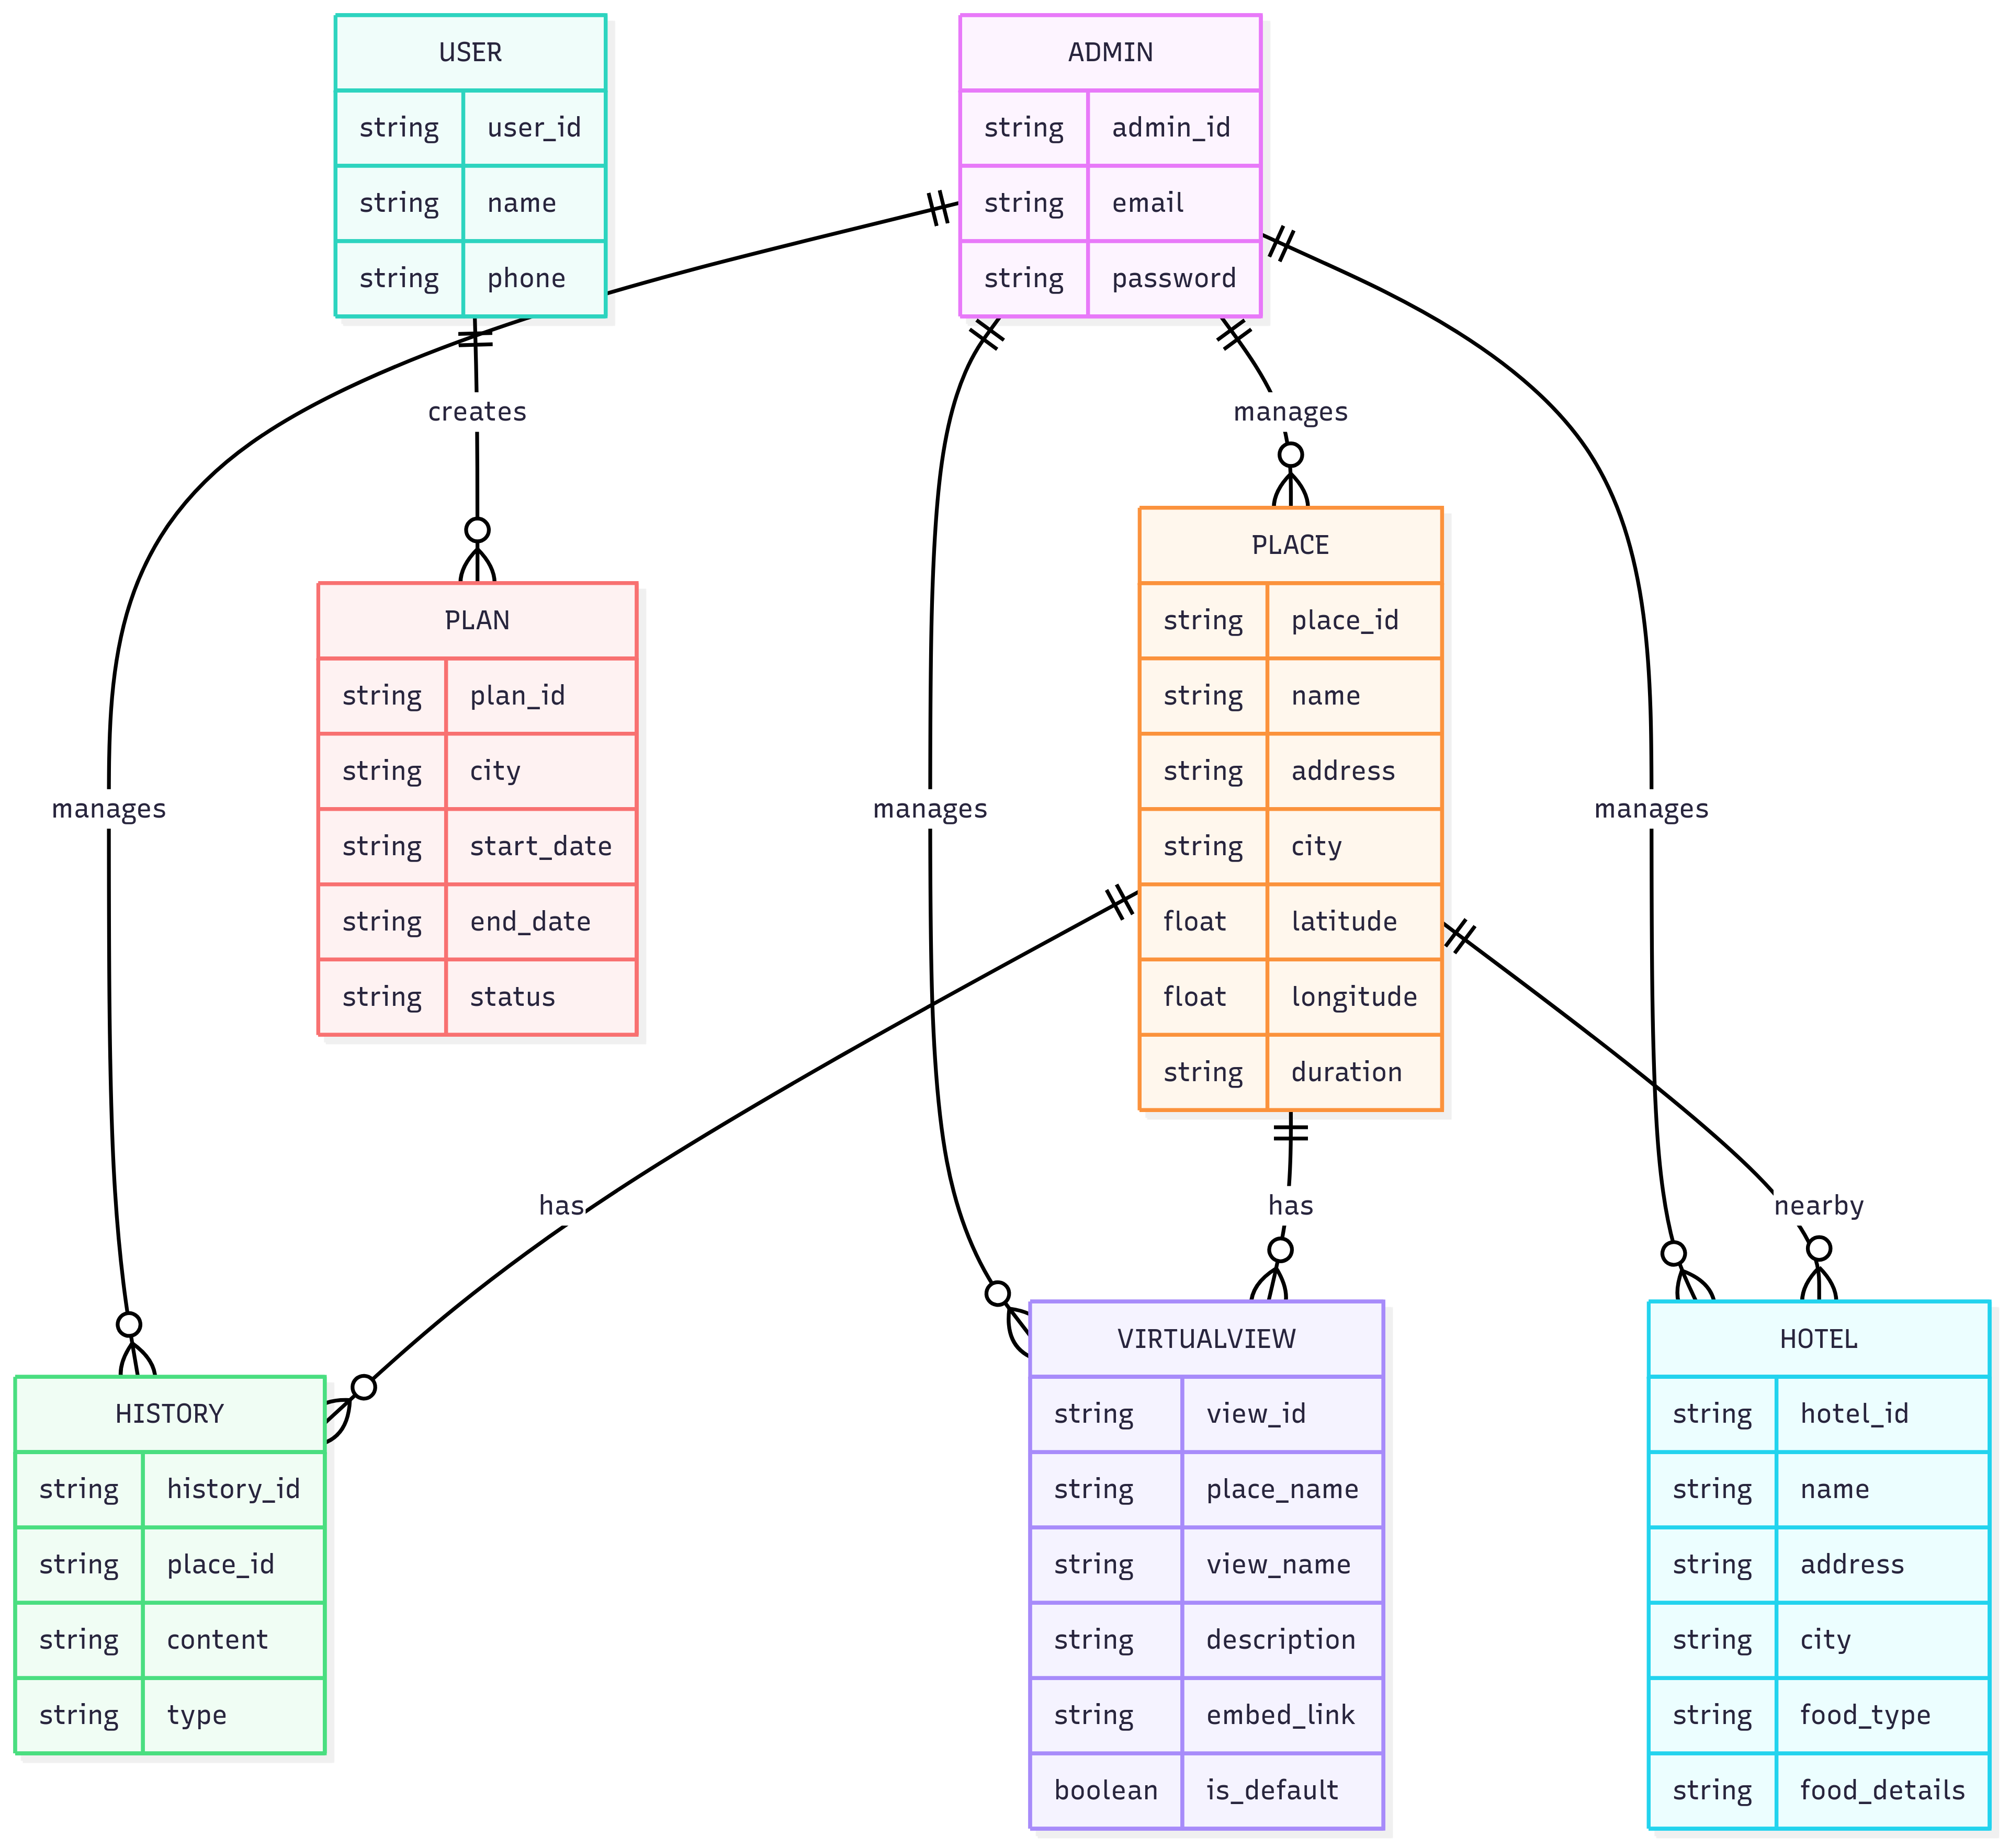 USER
string user_id
string name
string phone
ADMIN
string admin_id
string email
string password
creates
manages
PLAN
string plan_id
string city
string start_date
string end_date
string status
PLACE
string place_id
string name
string address
string city
float latitude
float longitude
string duration
manages
manages
manages
has
has
nearby
HISTORY
string history_id
string place_id
string content
string type
VIRTUALVIEW
string view_id
string place_name
string view_name
string description
string embed_link
boolean is_default
HOTEL
string hotel_id
string name
string address
string city
string food_type
string food_details